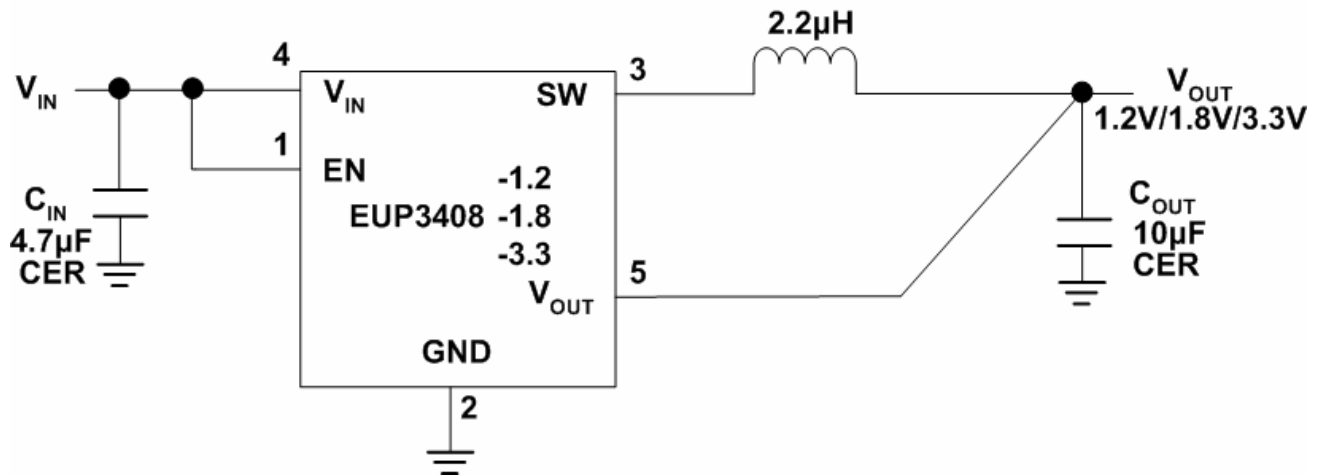 2.2µH
4
3
V_IN
V_IN
SW
V_OUT
1.2V/1.8V/3.3V
1
EN
-1.2
C_IN
EUP3408 -1.8
C_OUT
4.7µF
10µF
CER
-3.3
CER
5
V_OUT
GND
2